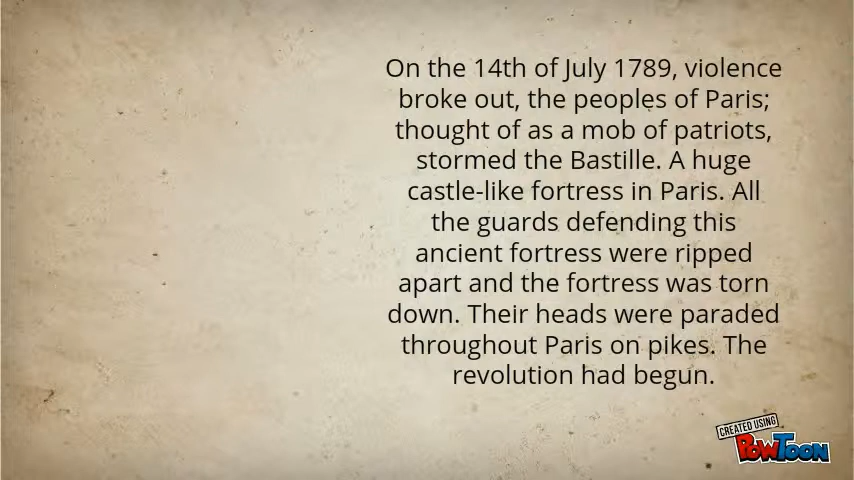 On the 14th of July 1789, violence
broke out, the peoples of Paris;
thought of as a mob of patriots,
stormed the Bastille. A huge
castle-like fortress in Paris. All
the guards defending this
ancient fortress were ripped
apart and the fortress was torn
down. Their heads were paraded
throughout Paris on pikes. The
revolution had begun.
CREATED USING
POWTOON